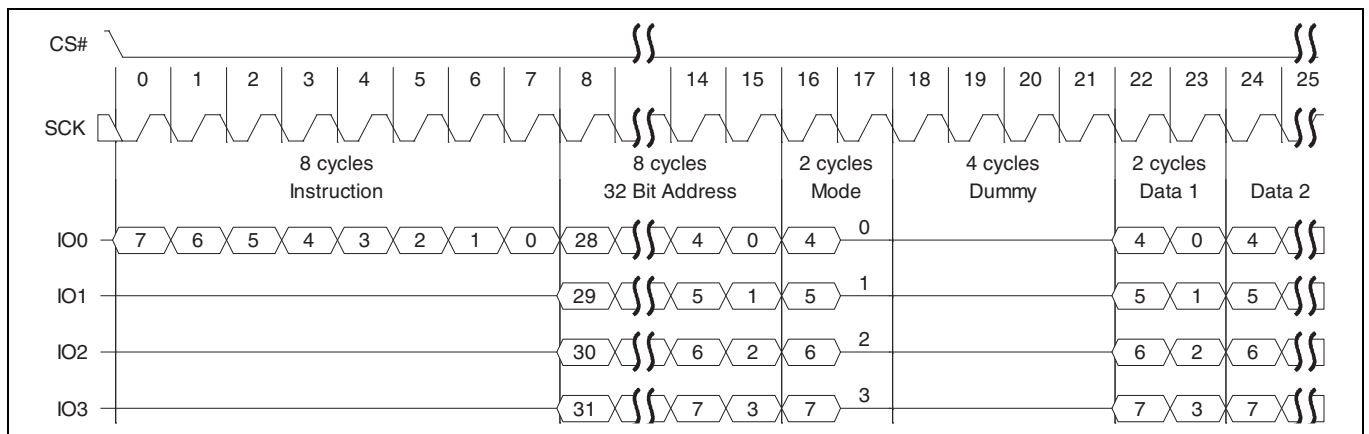 CS#
0 1 2 3 4 5 6 7 8 14 15 16 17 18 19 20 21 22 23 24 25
SCK
8 cycles 8 cycles 2 cycles 4 cycles 2 cycles
Instruction 32 Bit Address Mode Dummy Data 1 Data 2
IO0 7 6 5 4 3 2 1 0 28 4 0 4 0 4 0 4
IO1 29 5 1 5 1 5 1 5
IO2 30 6 2 6 2 6 2 6
IO3 31 7 3 7 3 7 3 7